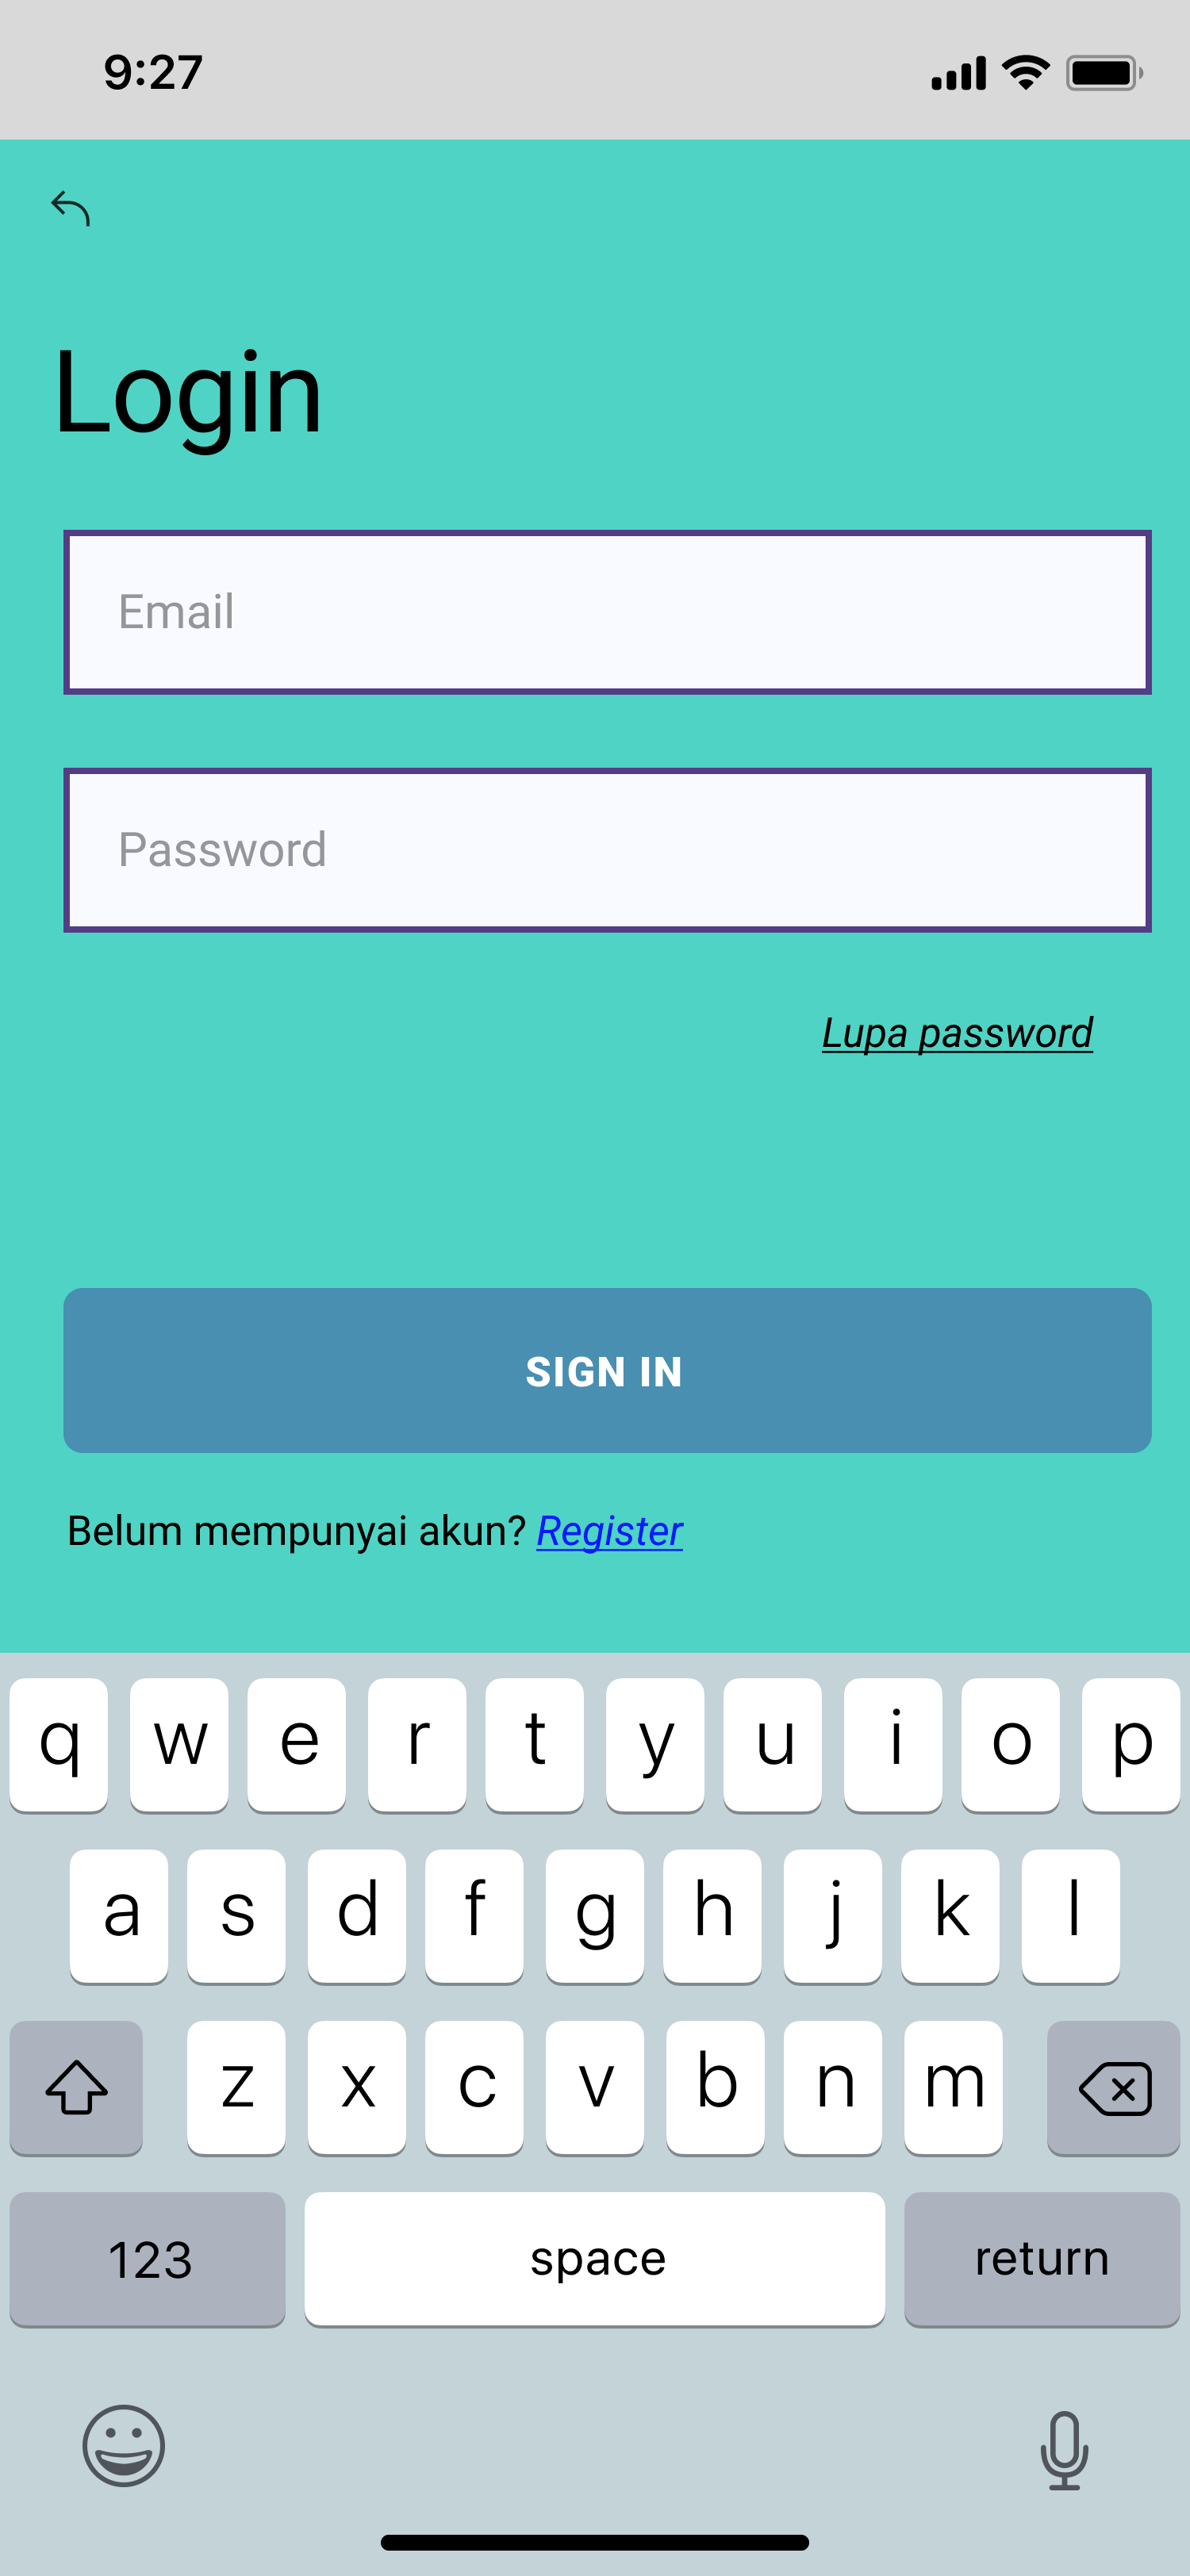 9:27
Login
Email
Password
Lupa password
SIGN IN
Belum mempunyai akun? Register
q w e r t y u i o p
a s d f g h j k l
z x c v b n m
123 space return